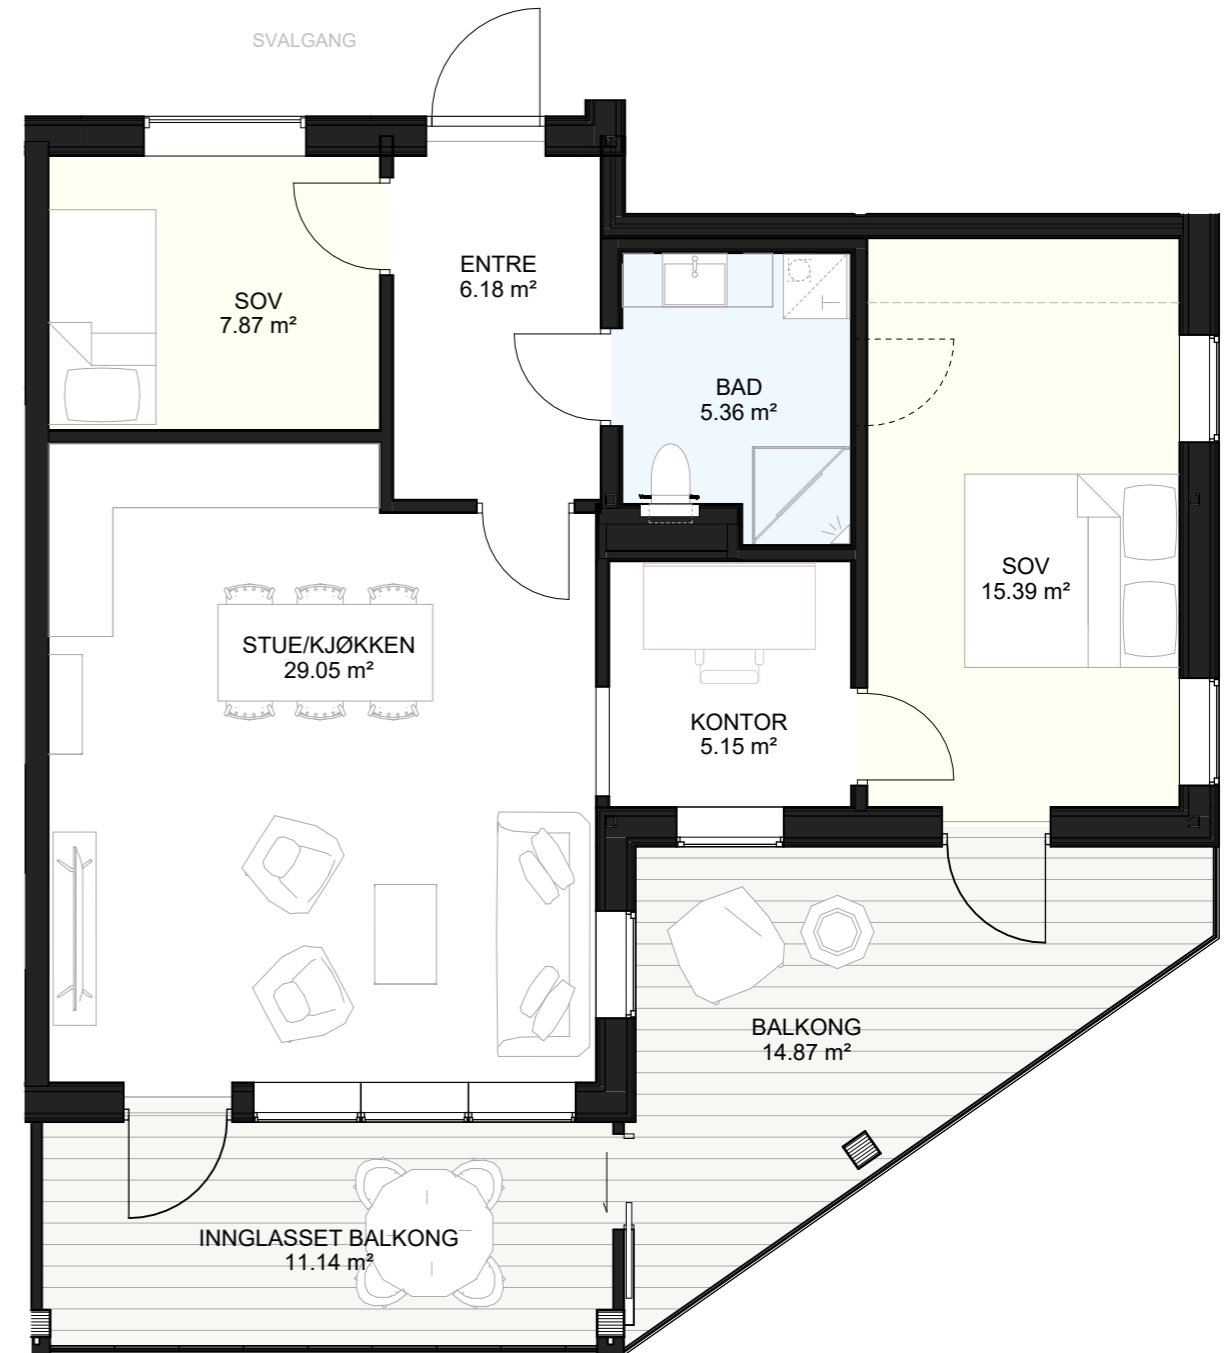 SVALGANG
ENTRE
6.18 m²
SOV
7.87 m²
BAD
5.36 m²
SOV
15.39 m²
STUE/KJØKKEN
29.05 m²
KONTOR
5.15 m²
BALKONG
14.87 m²
INNGLASSET BALKONG
11.14 m²